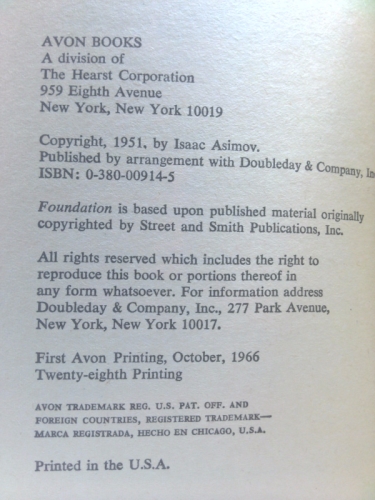 AVON BOOKS
A division of
The Hearst Corporation
959 Eighth Avenue
New York, New York 10019
Copyright, 1951, by Isaac Asimov.
Published by arrangement with Doubleday & Company, In
ISBN: 0-380-00914-5
Foundation is based upon published material originally
copyrighted by Street and Smith Publications, Inc.
All rights reserved which includes the right to
reproduce this book or portions thereof in
any form whatsoever. For information address
Doubleday & Company, Inc., 277 Park Avenue,
New York, New York 10017.
First Avon Printing, October, 1966
Twenty-eighth Printing
AVON TRADEMARK REG. U.S. PAT. OFF. AND
FOREIGN COUNTRIES, REGISTERED TRADEMARK—
MARCA REGISTRADA, HECHO EN CHICAGO, U.S.A.
Printed in the U.S.A.